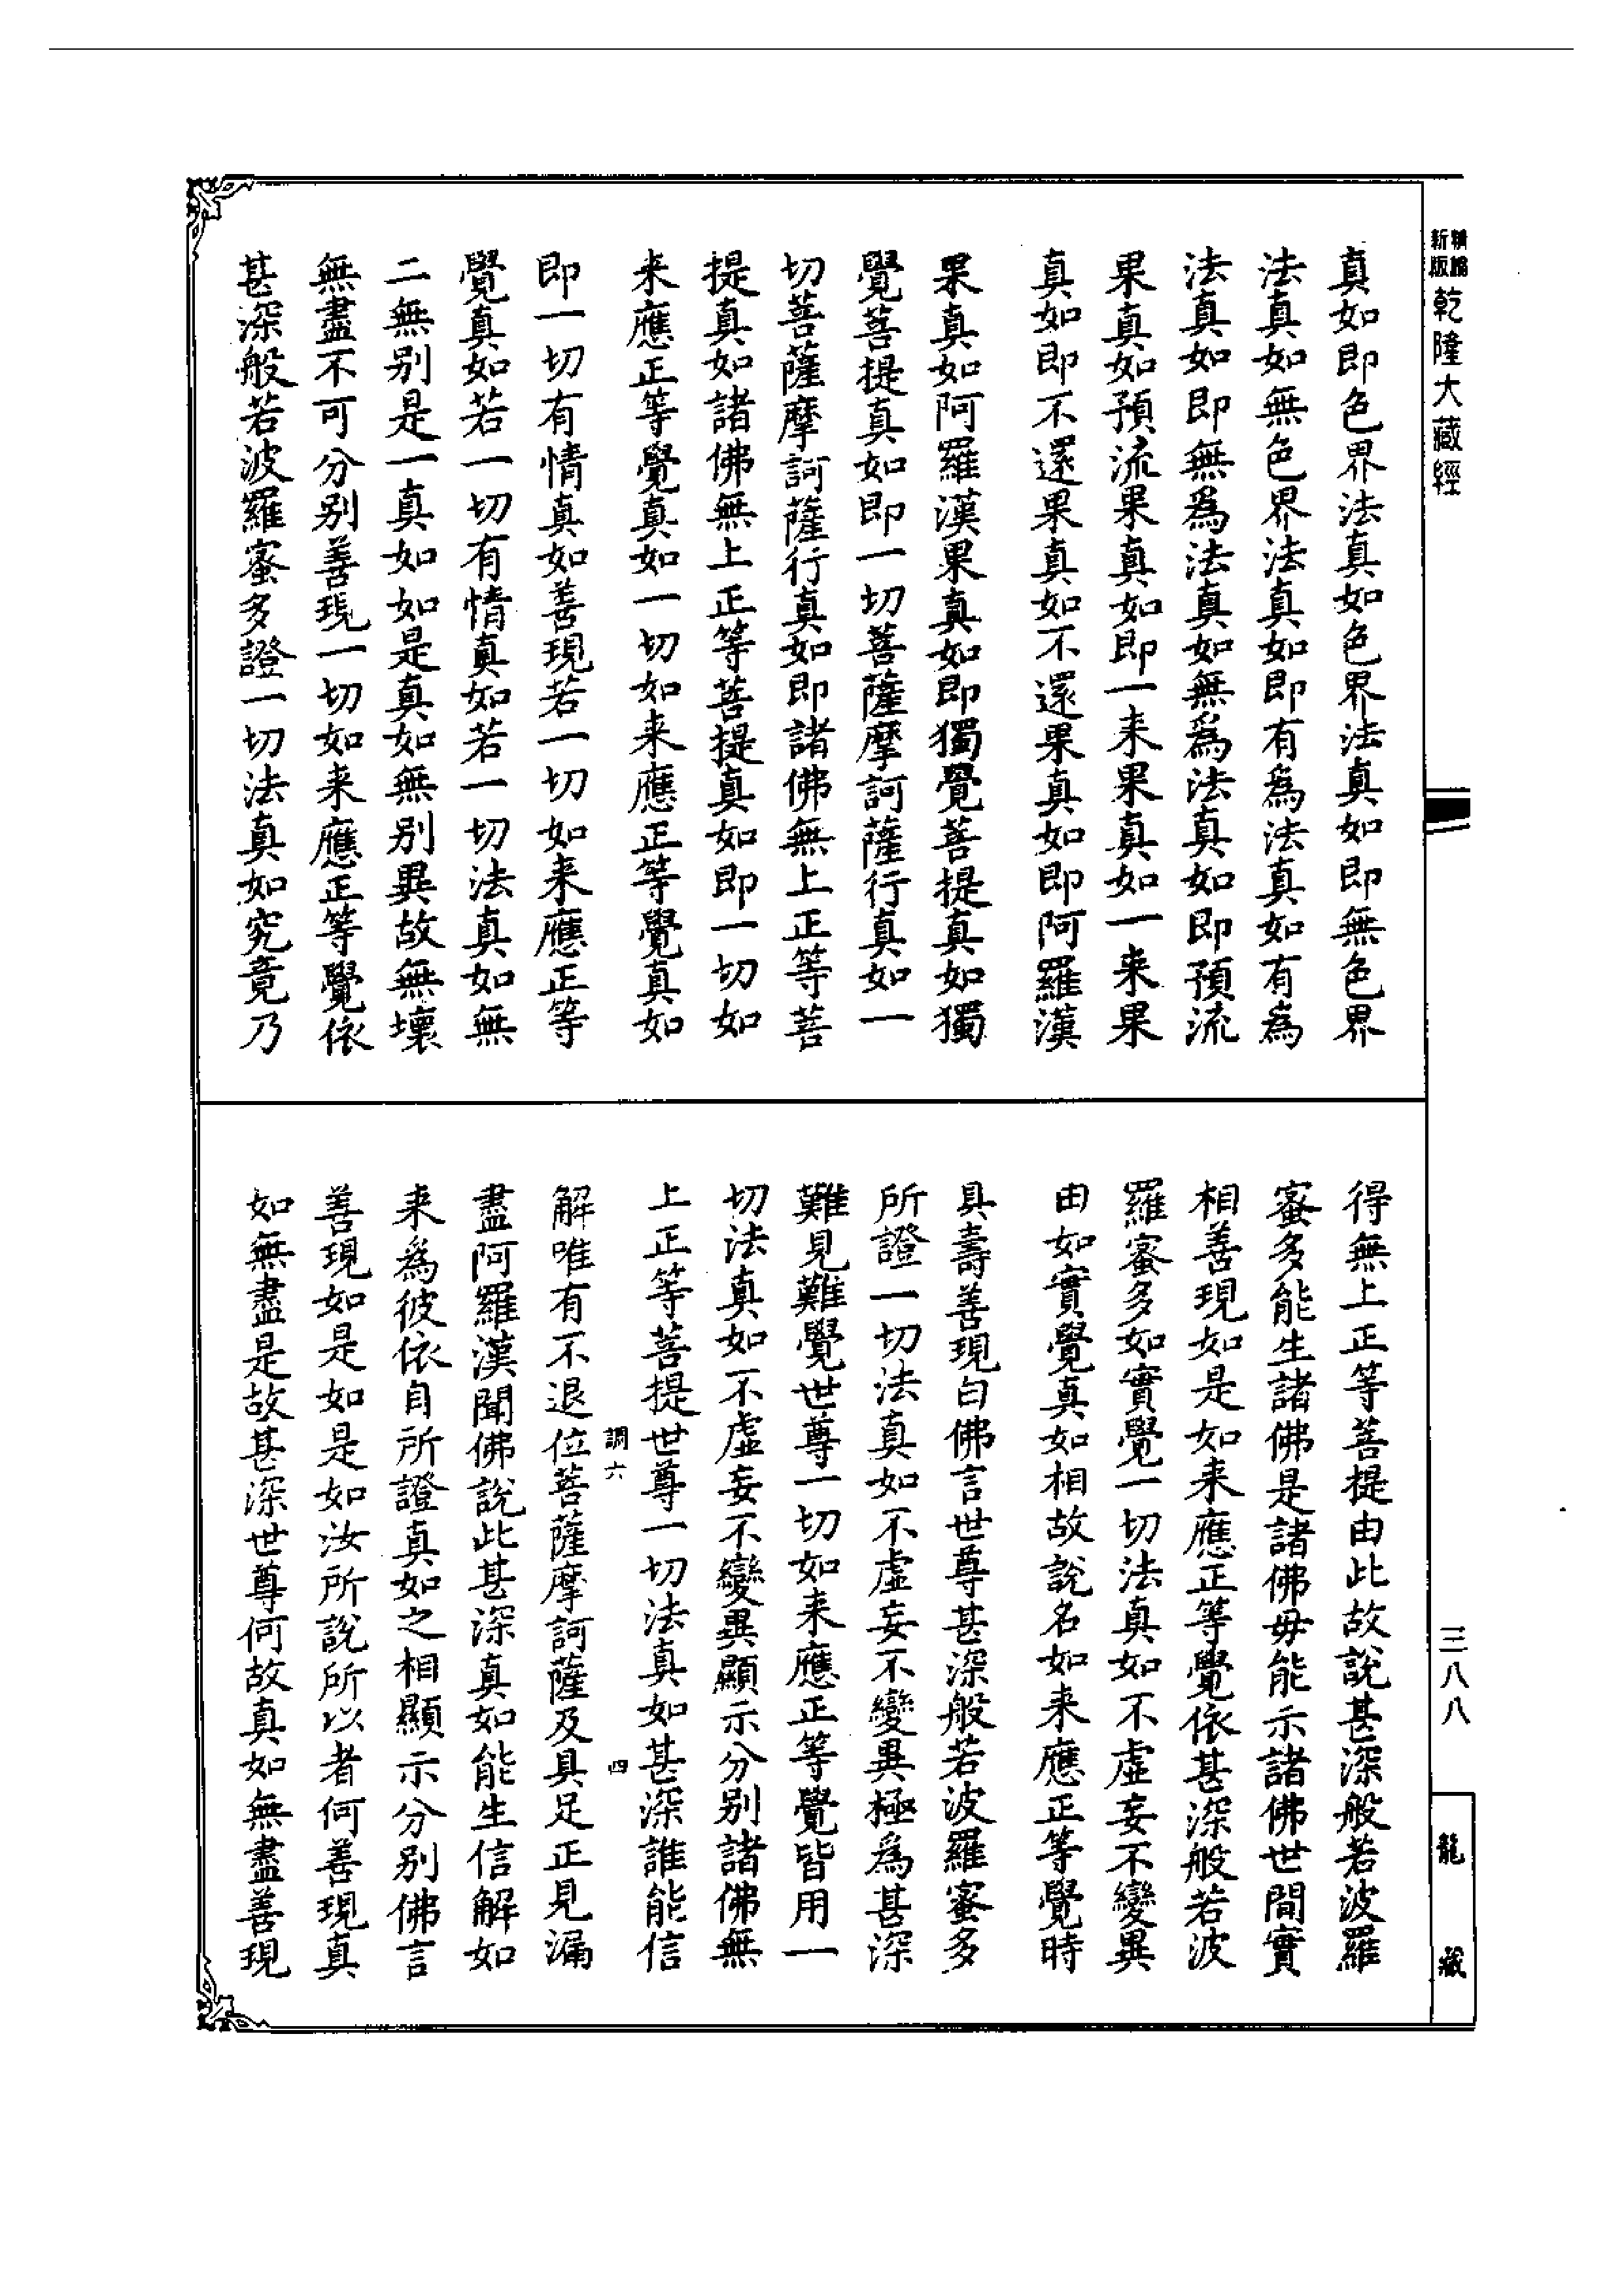 精編新版
乾隆大藏經
真如即色界法真如色界法真如即無色界
法真如無色界法真如即有為法真如有為
法真如即無爲法真如無爲法真如即預流
果真如預流果真如即一来果真如一来果
真如即不還果真如不還果真如即阿羅漢
果真如阿羅漢果真如即獨覺菩提真如獨
覺菩提真如即一切菩薩摩訶薩行真如一
切菩薩摩訶薩行真如即諸佛無上正等菩
提真如諸佛無上正等菩提真如即一切如
来應正等覺真如一切如来應正等覺真如
即一切有情真如善現若一切如来應正等
覺真如若一切有情真如若一切法真如無
二無别是一真如如是真如無别異故無壞
無盡不可分别善現一切如来應正等覺依
甚深般若波羅蜜多證一切法真如究竟乃
得無上正等菩提由此故説甚深般若波羅
蜜多能生諸佛是諸佛母能示諸佛世間實
相善現如是如来應正等覺依甚深般若波
羅蜜多如實覺一切法真如不虛妄不變異
由如實覺真如相故説名如来應正等覺時
具壽善現白佛言世尊甚深般若波羅蜜多
所證一切法真如不虛妄不變異極爲甚深
難見難覺世尊一切如来應正等覺皆用一
切法真如不虛妄不變異顯示分别諸佛無
上正等菩提世尊一切法真如甚深誰能信
調六
四
解唯有不退位菩薩摩訶薩及具足正見漏
盡阿羅漢聞佛説此甚深真如能生信解如
来爲彼依自所證真如之相顯示分别佛言
善現如是如是如汝所説所以者何善現真
如無盡是故甚深世尊何故真如無盡善現
三八八
龍藏